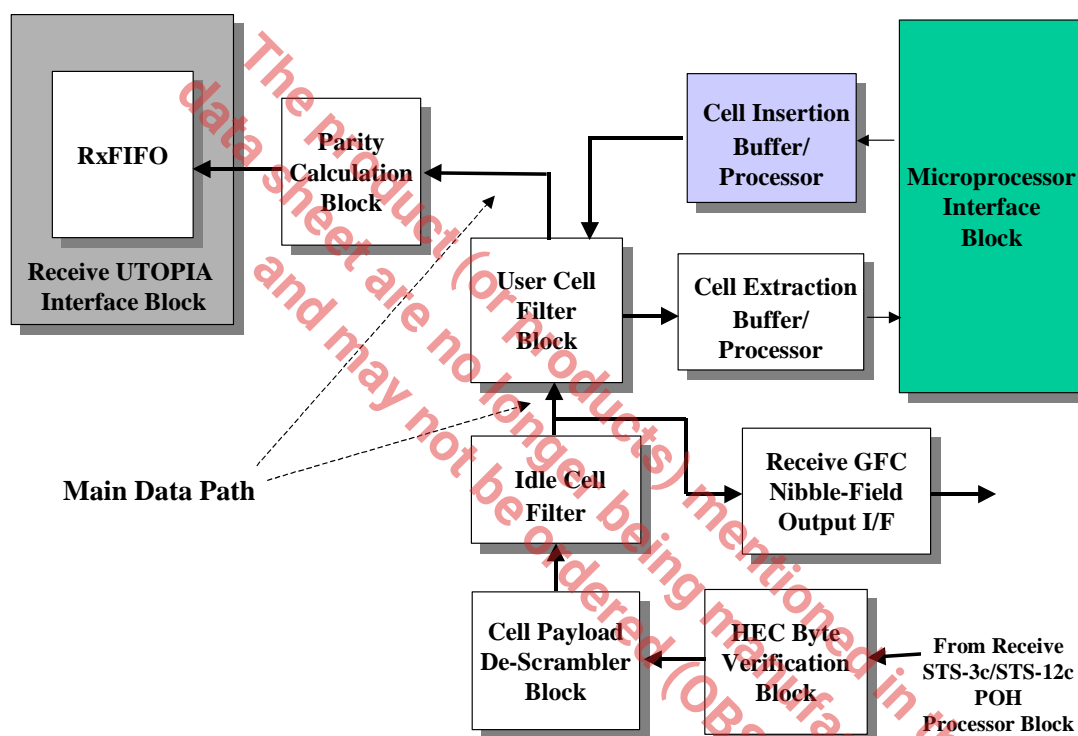 RxFIFO
Receive UTOPIA
Interface Block
Parity
Calculation
Block
Cell Insertion
Buffer/
Processor
Microprocessor
Interface
Block
User Cell
Filter
Block
Cell Extraction
Buffer/
Processor
Main Data Path
Idle Cell
Filter
Receive GFC
Nibble-Field
Output I/F
Cell Payload
De-Scrambler
Block
HEC Byte
Verification
Block
From Receive
STS-3c/STS-12c
POH
Processor Block
The product (or products) mentioned in
data sheet are no longer being
and may not be ordered